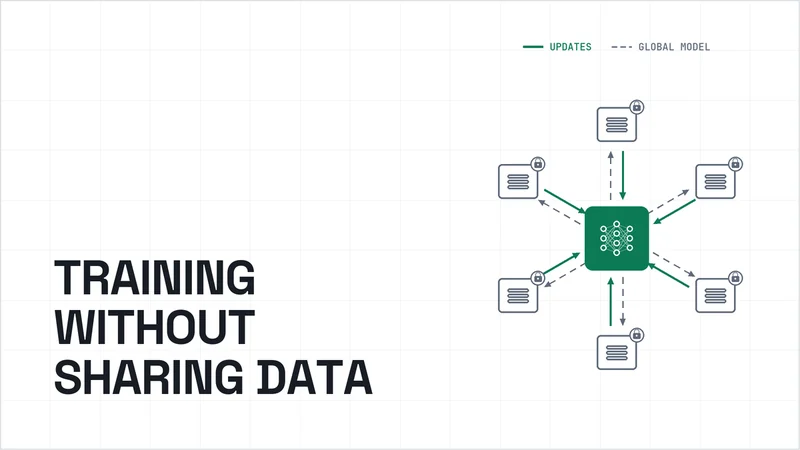 UPDATES
GLOBAL MODEL
TRAINING
WITHOUT
SHARING DATA